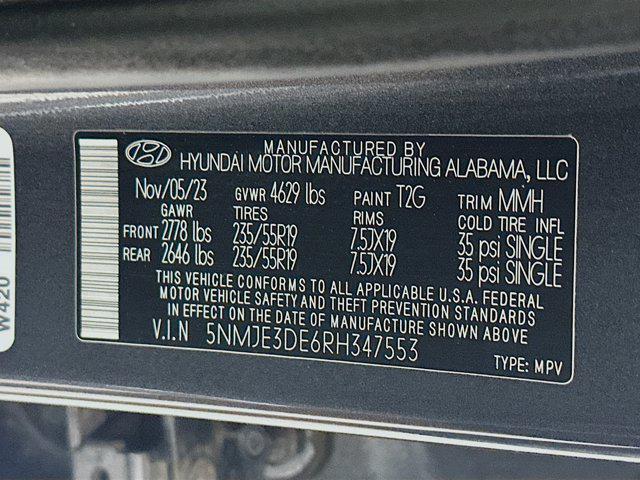 MANUFACTURED BY
HYUNDAI MOTOR MANUFACTURING ALABAMA, LLC
Nov/05/23 GVWR 4629 lbs PAINT T2G TRIM MMH
GAWR TIRES RIMS COLD TIRE INFL
FRONT 2778 lbs 235/55R19 7.5JX19 35 psi SINGLE
REAR 2646 lbs 235/55R19 7.5JX19 35 psi SINGLE
THIS VEHICLE CONFORMS TO ALL APPLICABLE U.S.A. FEDERAL
MOTOR VEHICLE SAFETY AND THEFT PREVENTION STANDARDS
IN EFFECT ON THE DATE OF MANUFACTURE SHOWN ABOVE
V.I.N 5NMJE3DE6RH347553
TYPE: MPV
W420